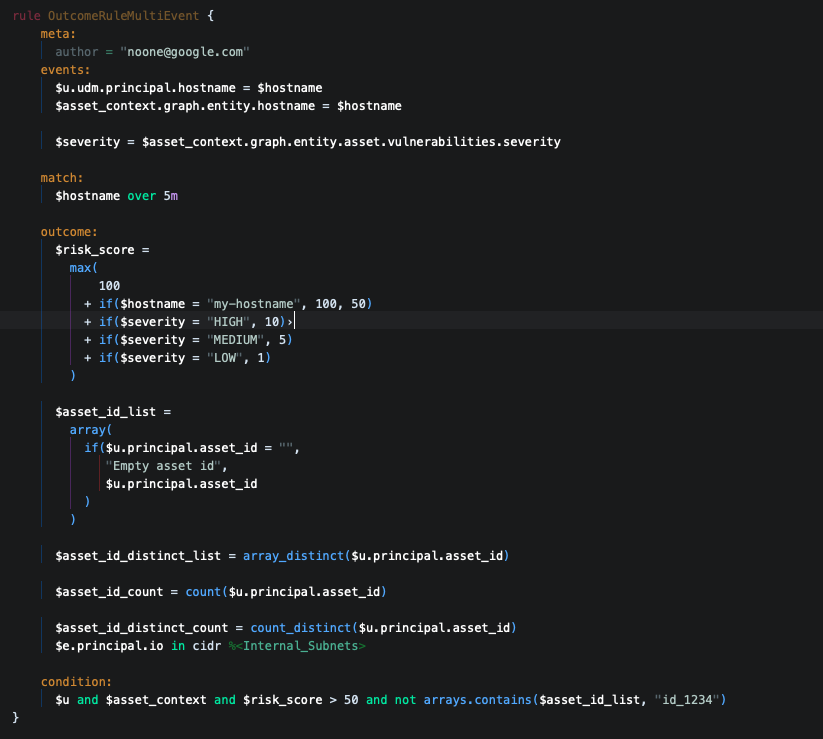 rule OutcomeRuleMultiEvent {
meta:
author = "noone@google.com"
events:
$u.udm.principal.hostname = $hostname
$asset_context.graph.entity.hostname = $hostname
$severity = $asset_context.graph.entity.asset.vulnerabilities.severity
match:
$hostname over 5m
outcome:
$risk_score =
max(
100
+ if($hostname = "my-hostname", 100, 50)
+ if($severity = "HIGH", 10)›
+ if($severity = "MEDIUM", 5)
+ if($severity = "LOW", 1)
)
$asset_id_list =
array(
if($u.principal.asset_id = "",
"Empty asset id",
$u.principal.asset_id
)
)
$asset_id_distinct_list = array_distinct($u.principal.asset_id)
$asset_id_count = count($u.principal.asset_id)
$asset_id_distinct_count = count_distinct($u.principal.asset_id)
$e.principal.io in cidr %<Internal_Subnets>
condition:
$u and $asset_context and $risk_score > 50 and not arrays.contains($asset_id_list, "id_1234")
}